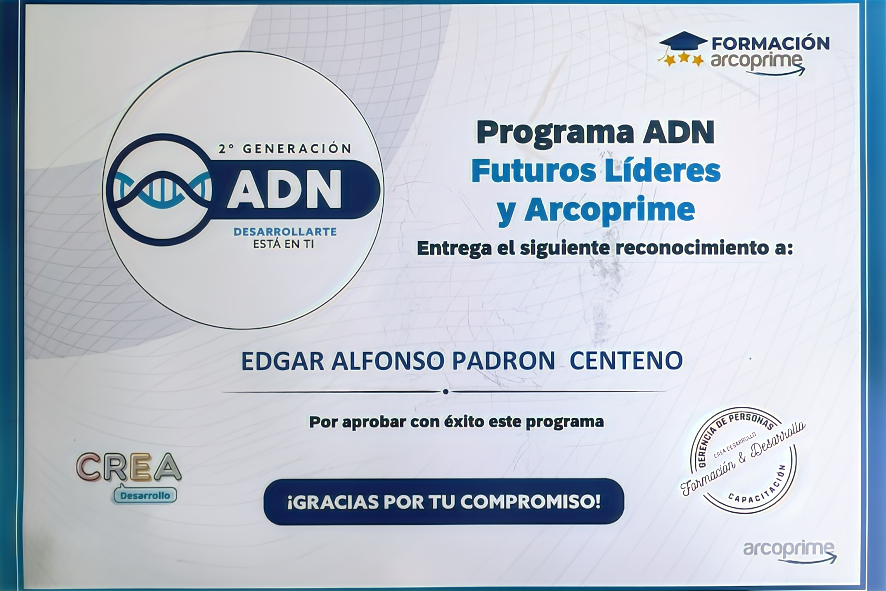 FORMACIÓN
arcoprime
2° GENERACIÓN
ADN
DESARROLLARTE
ESTÁ EN TI
Programa ADN
Futuros Líderes
y Arcoprime
Entrega el siguiente reconocimiento a:
EDGAR ALFONSO PADRON CENTENO
Por aprobar con éxito este programa
CREA
Desarrollo
¡GRACIAS POR TU COMPROMISO!
GERENCIA DE PERSONAS
CREA DESARROLLO
Formación & Desarrollo
CAPACITACIÓN
arcoprime